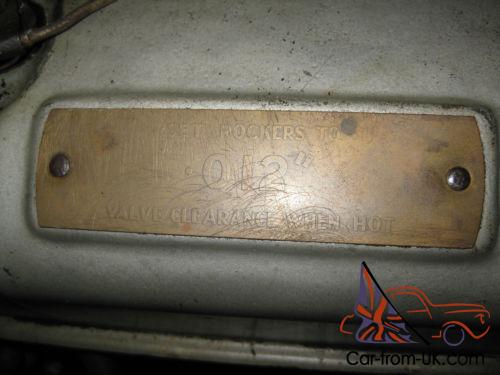 SET ROCKERS TO
.012"
VALVE CLEARANCE WHEN HOT
Car-from-uk.com